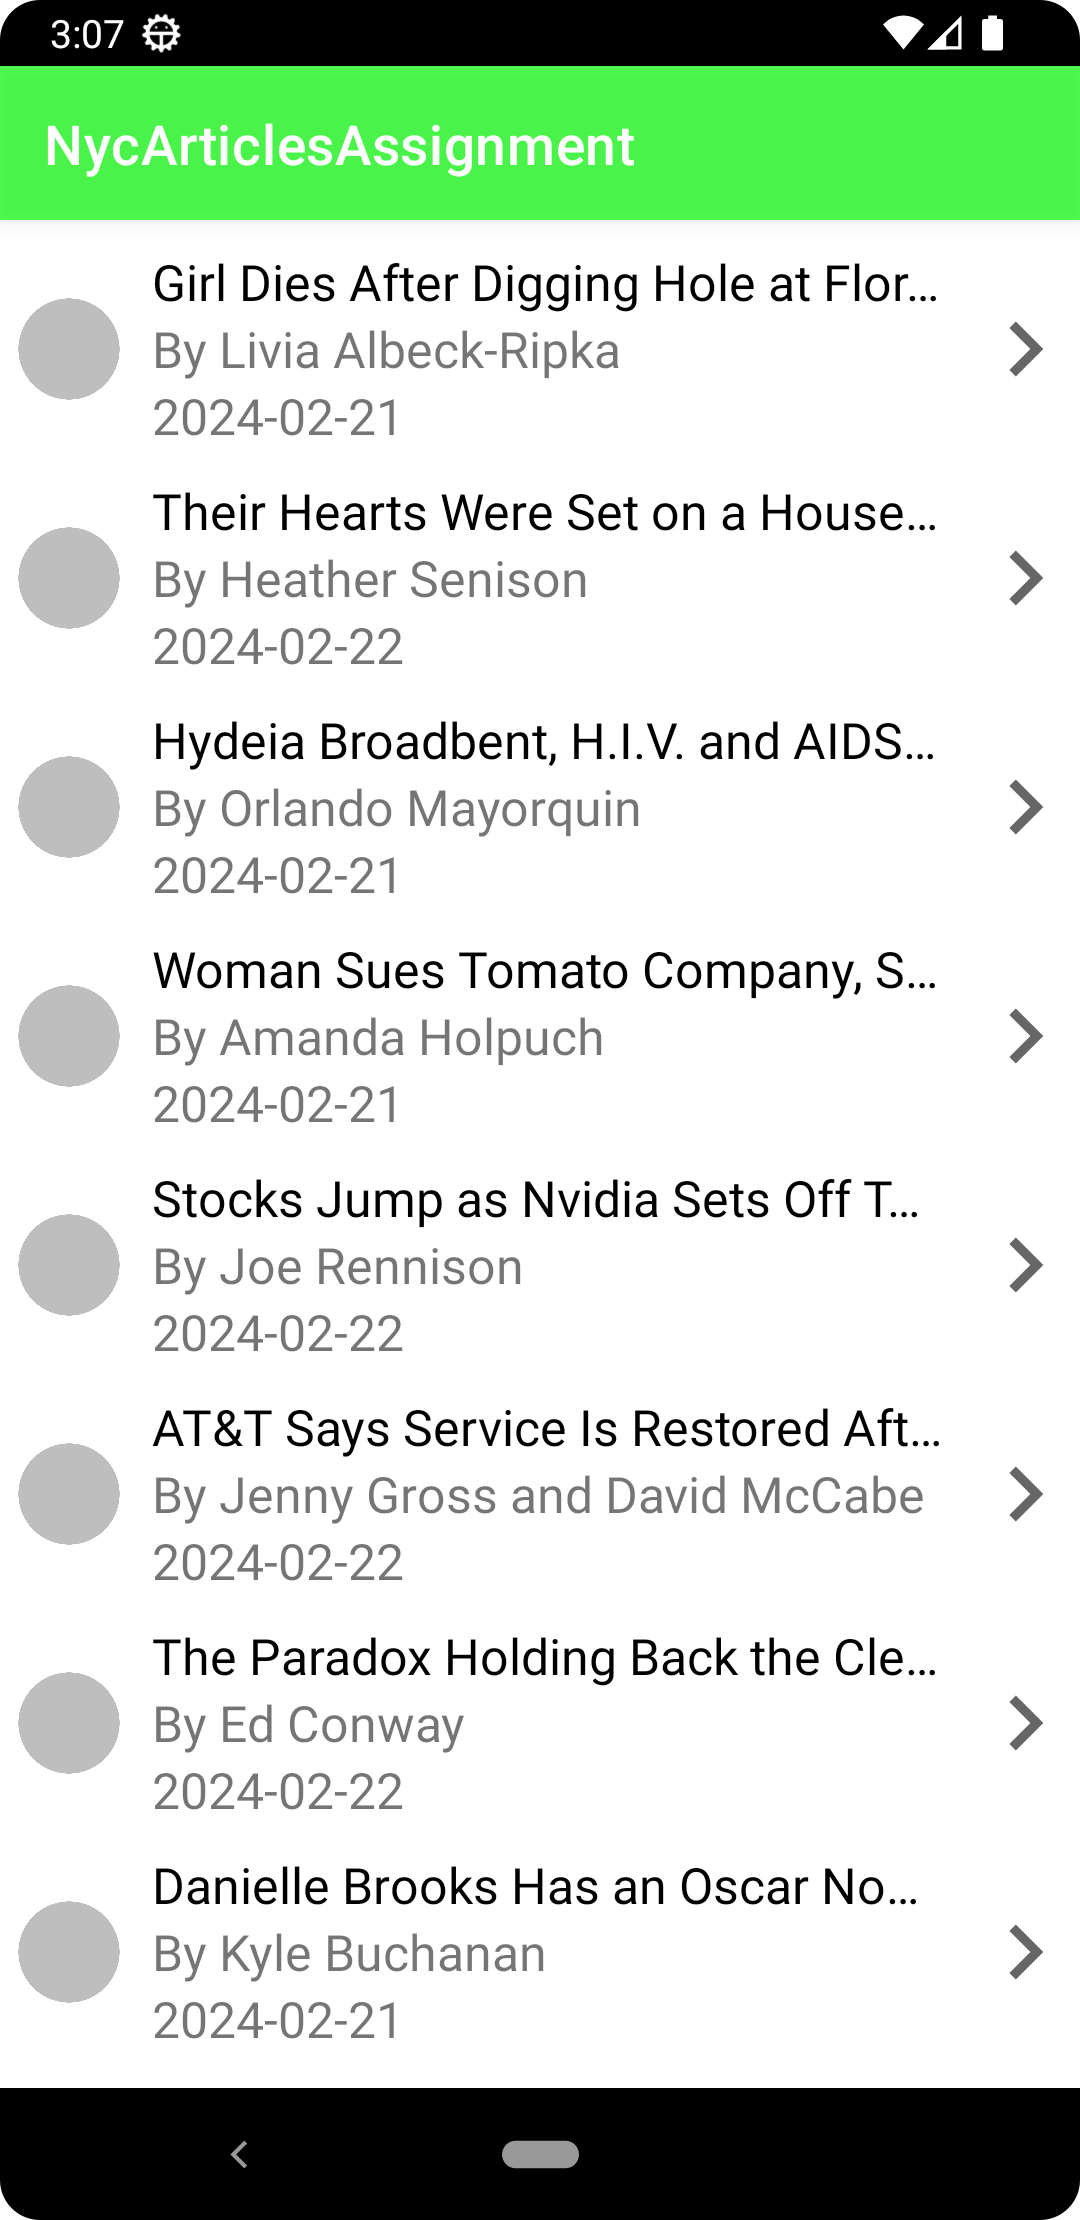 3:07
NycArticlesAssignment
Girl Dies After Digging Hole at Flor...
By Livia Albeck-Ripka
2024-02-21
Their Hearts Were Set on a House...
By Heather Senison
2024-02-22
Hydeia Broadbent, H.I.V. and AIDS...
By Orlando Mayorquin
2024-02-21
Woman Sues Tomato Company, S...
By Amanda Holpuch
2024-02-21
Stocks Jump as Nvidia Sets Off T...
By Joe Rennison
2024-02-22
AT&T Says Service Is Restored Aft...
By Jenny Gross and David McCabe
2024-02-22
The Paradox Holding Back the Cle...
By Ed Conway
2024-02-22
Danielle Brooks Has an Oscar No...
By Kyle Buchanan
2024-02-21